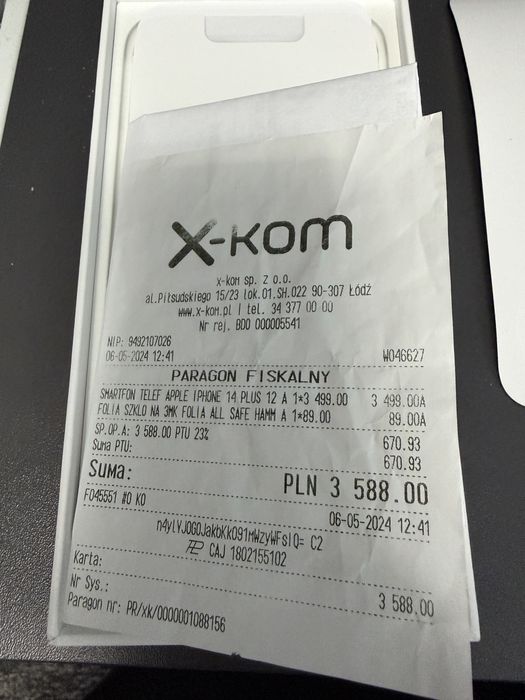 x-kom
x-kom sp. z o.o.
al.Piłsudskiego 15/23 lok.01.SH.022 90-307 Łódź
www.x-kom.pl | tel. 34 377 00 00
Nr rej. BDO 000005541
NIP: 9492107026
06-05-2024 12:41 W046627
PARAGON FISKALNY
SMARTFON TELEF APPLE IPHONE 14 PLUS 12 A 1*3 499.00 3 499.00A
FOLIA SZKLO NA 3MK FOLIA ALL SAFE HAMM A 1*89.00 89.00A
SP.OP.A: 3 588.00 PTU 23% 670.93
Suma PTU: 670.93
Suma: PLN 3 588.00
F045551 #0 KO 06-05-2024 12:41
n4ylVJOGOJakbKkO91mWzyWFsIQ= C2
CAJ 1802155102
Karta: 3 588.00
Nr Sys.:
Paragon nr: PR/xk/0000001088156